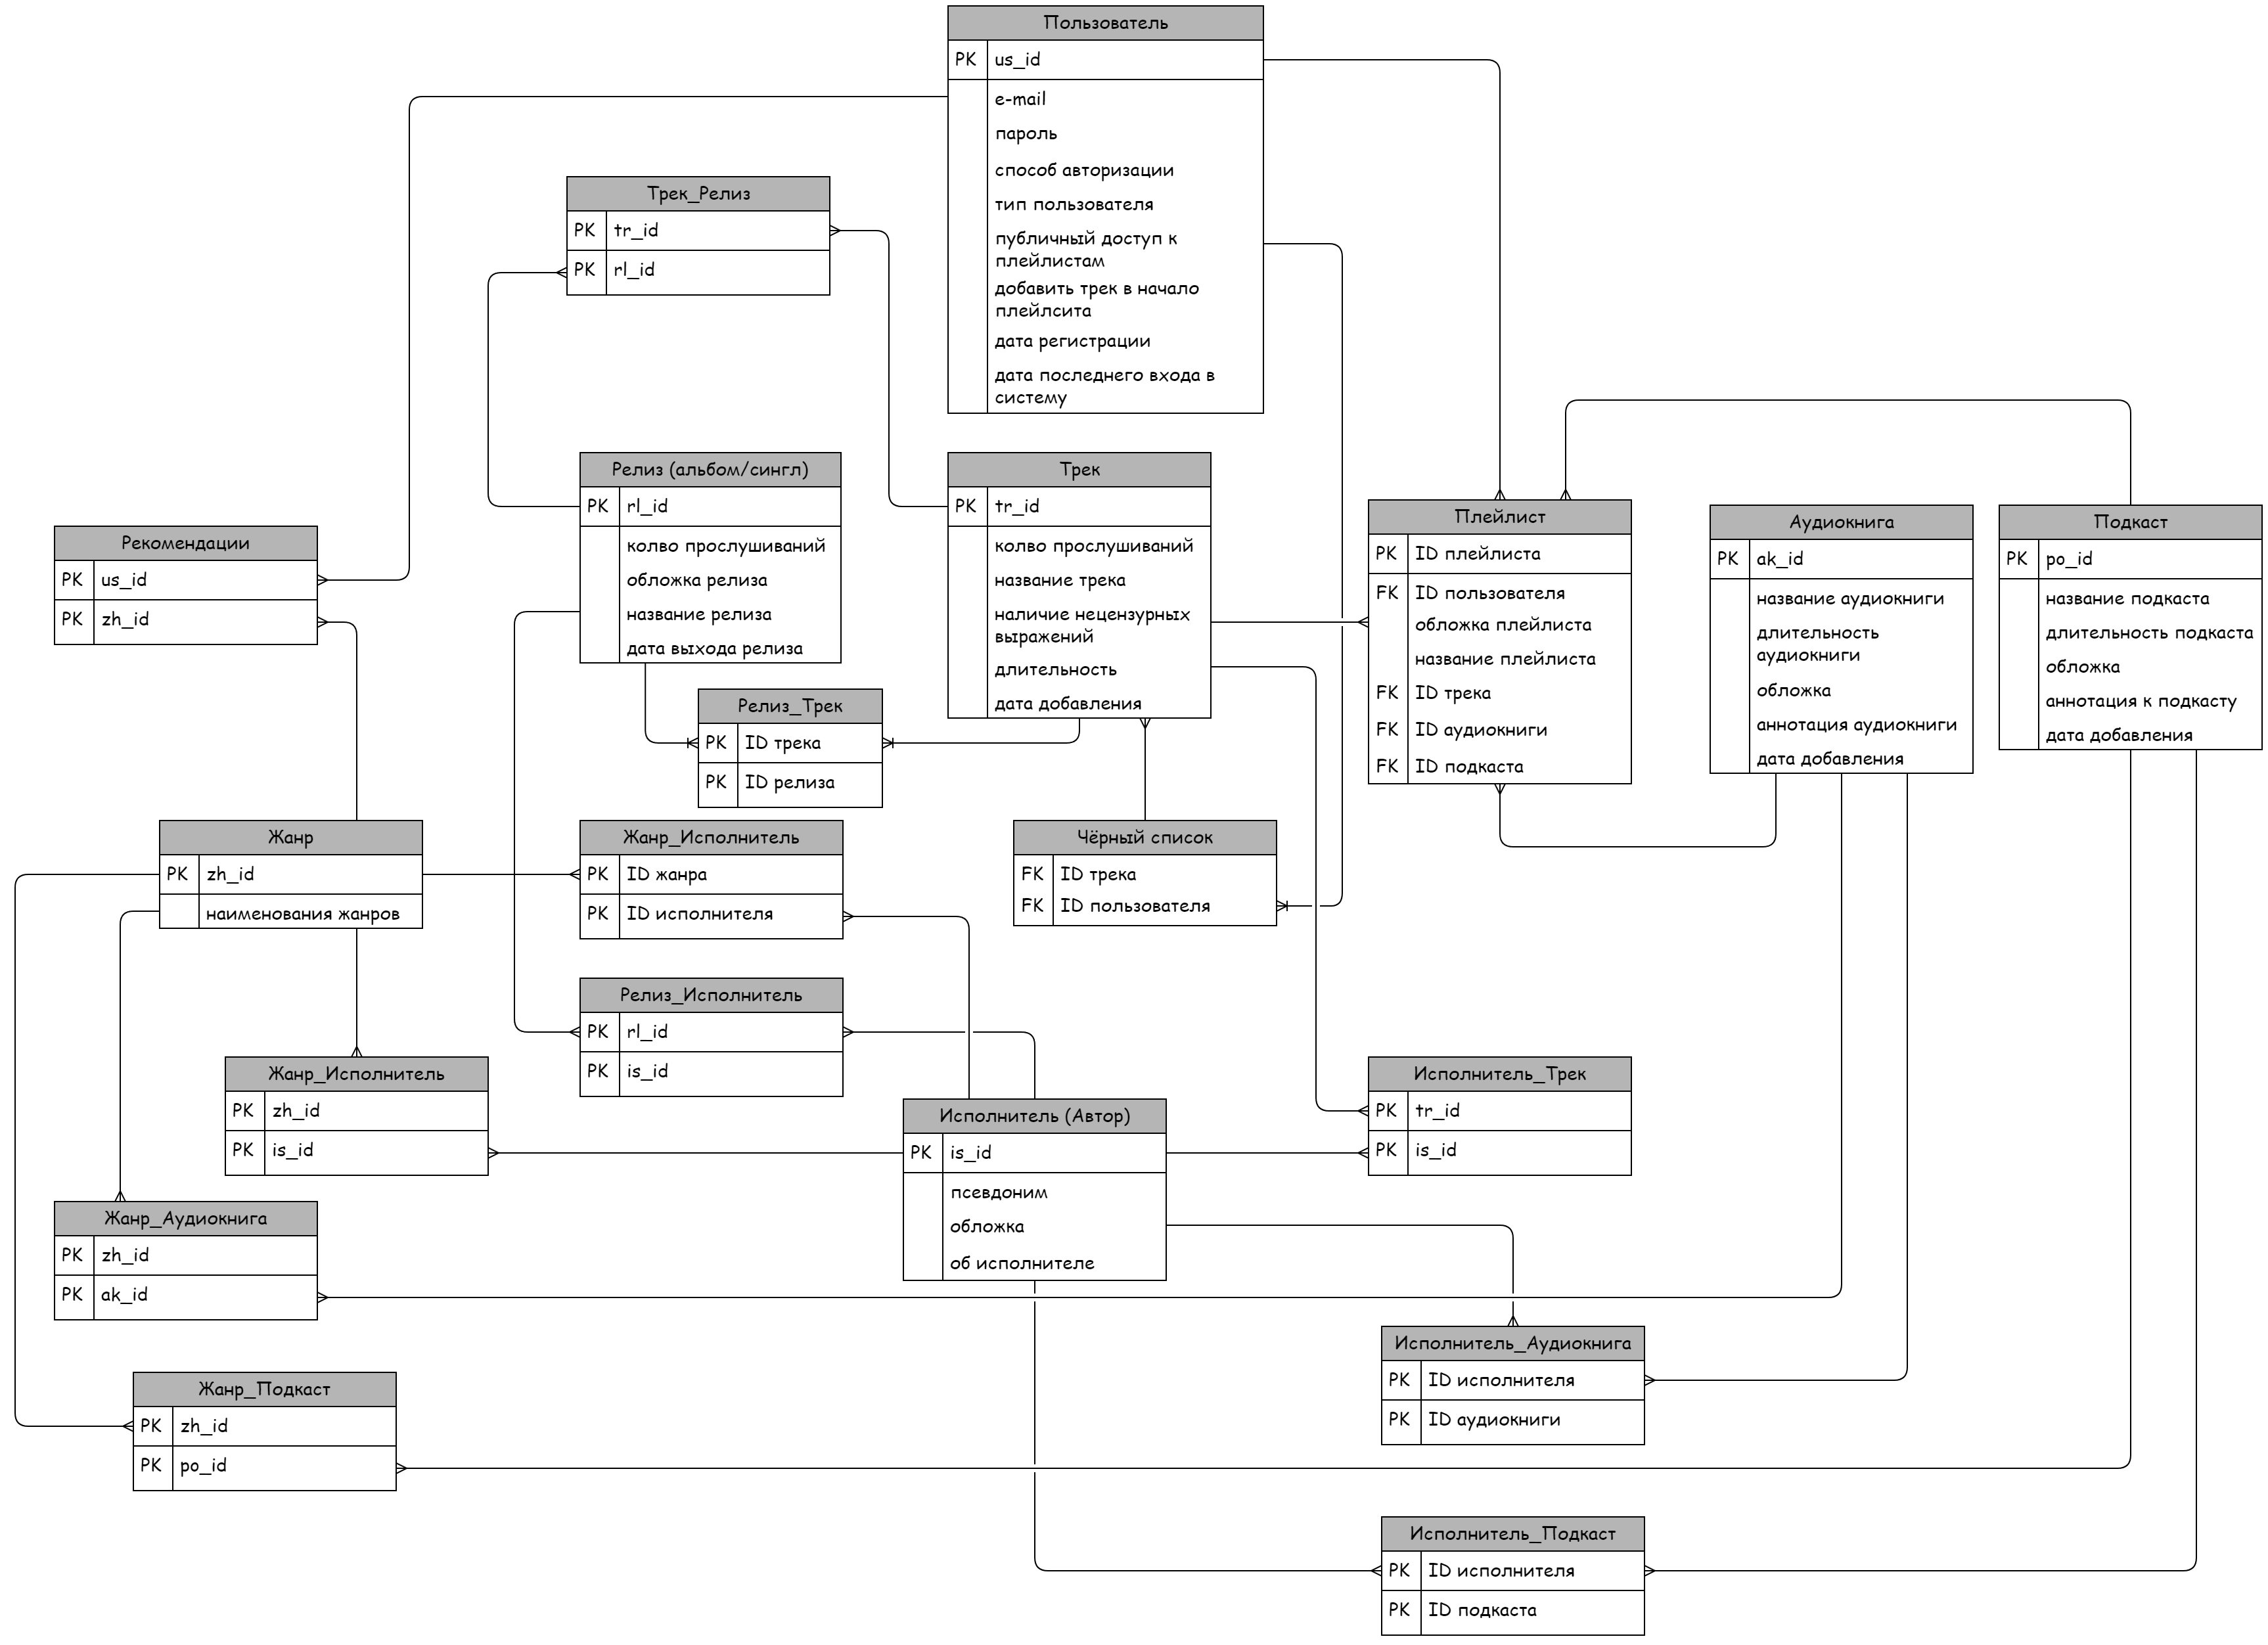 Пользователь
PK us_id
e-mail
пароль
способ авторизации
тип пользователя
публичный доступ к
плейлистам
добавить трек в начало
плейлсита
дата регистрации
дата последнего входа в
систему
Трек_Релиз
PK tr_id
PK rl_id
Релиз (альбом/сингл)
PK rl_id
колво прослушиваний
обложка релиза
название релиза
дата выхода релиза
Трек
PK tr_id
колво прослушиваний
название трека
наличие нецензурных
выражений
длительность
дата добавления
Плейлист
PK ID плейлиста
FK ID пользователя
обложка плейлиста
название плейлиста
FK ID трека
FK ID аудиокниги
FK ID подкаста
Аудиокнига
PK ak_id
название аудиокниги
длительность
аудиокниги
обложка
аннотация аудиокниги
дата добавления
Подкаст
PK po_id
название подкаста
длительность подкаста
обложка
аннотация к подкасту
дата добавления
Рекомендации
PK us_id
PK zh_id
Релиз_Трек
PK ID трека
PK ID релиза
Жанр
PK zh_id
наименования жанров
Жанр_Исполнитель
PK ID жанра
PK ID исполнителя
Чёрный список
FK ID трека
FK ID пользователя
Релиз_Исполнитель
PK rl_id
PK is_id
Жанр_Исполнитель
PK zh_id
PK is_id
Исполнитель (Автор)
PK is_id
псевдоним
обложка
об исполнителе
Исполнитель_Трек
PK tr_id
PK is_id
Жанр_Аудиокнига
PK zh_id
PK ak_id
Исполнитель_Аудиокнига
PK ID исполнителя
PK ID аудиокниги
Жанр_Подкаст
PK zh_id
PK po_id
Исполнитель_Подкаст
PK ID исполнителя
PK ID подкаста